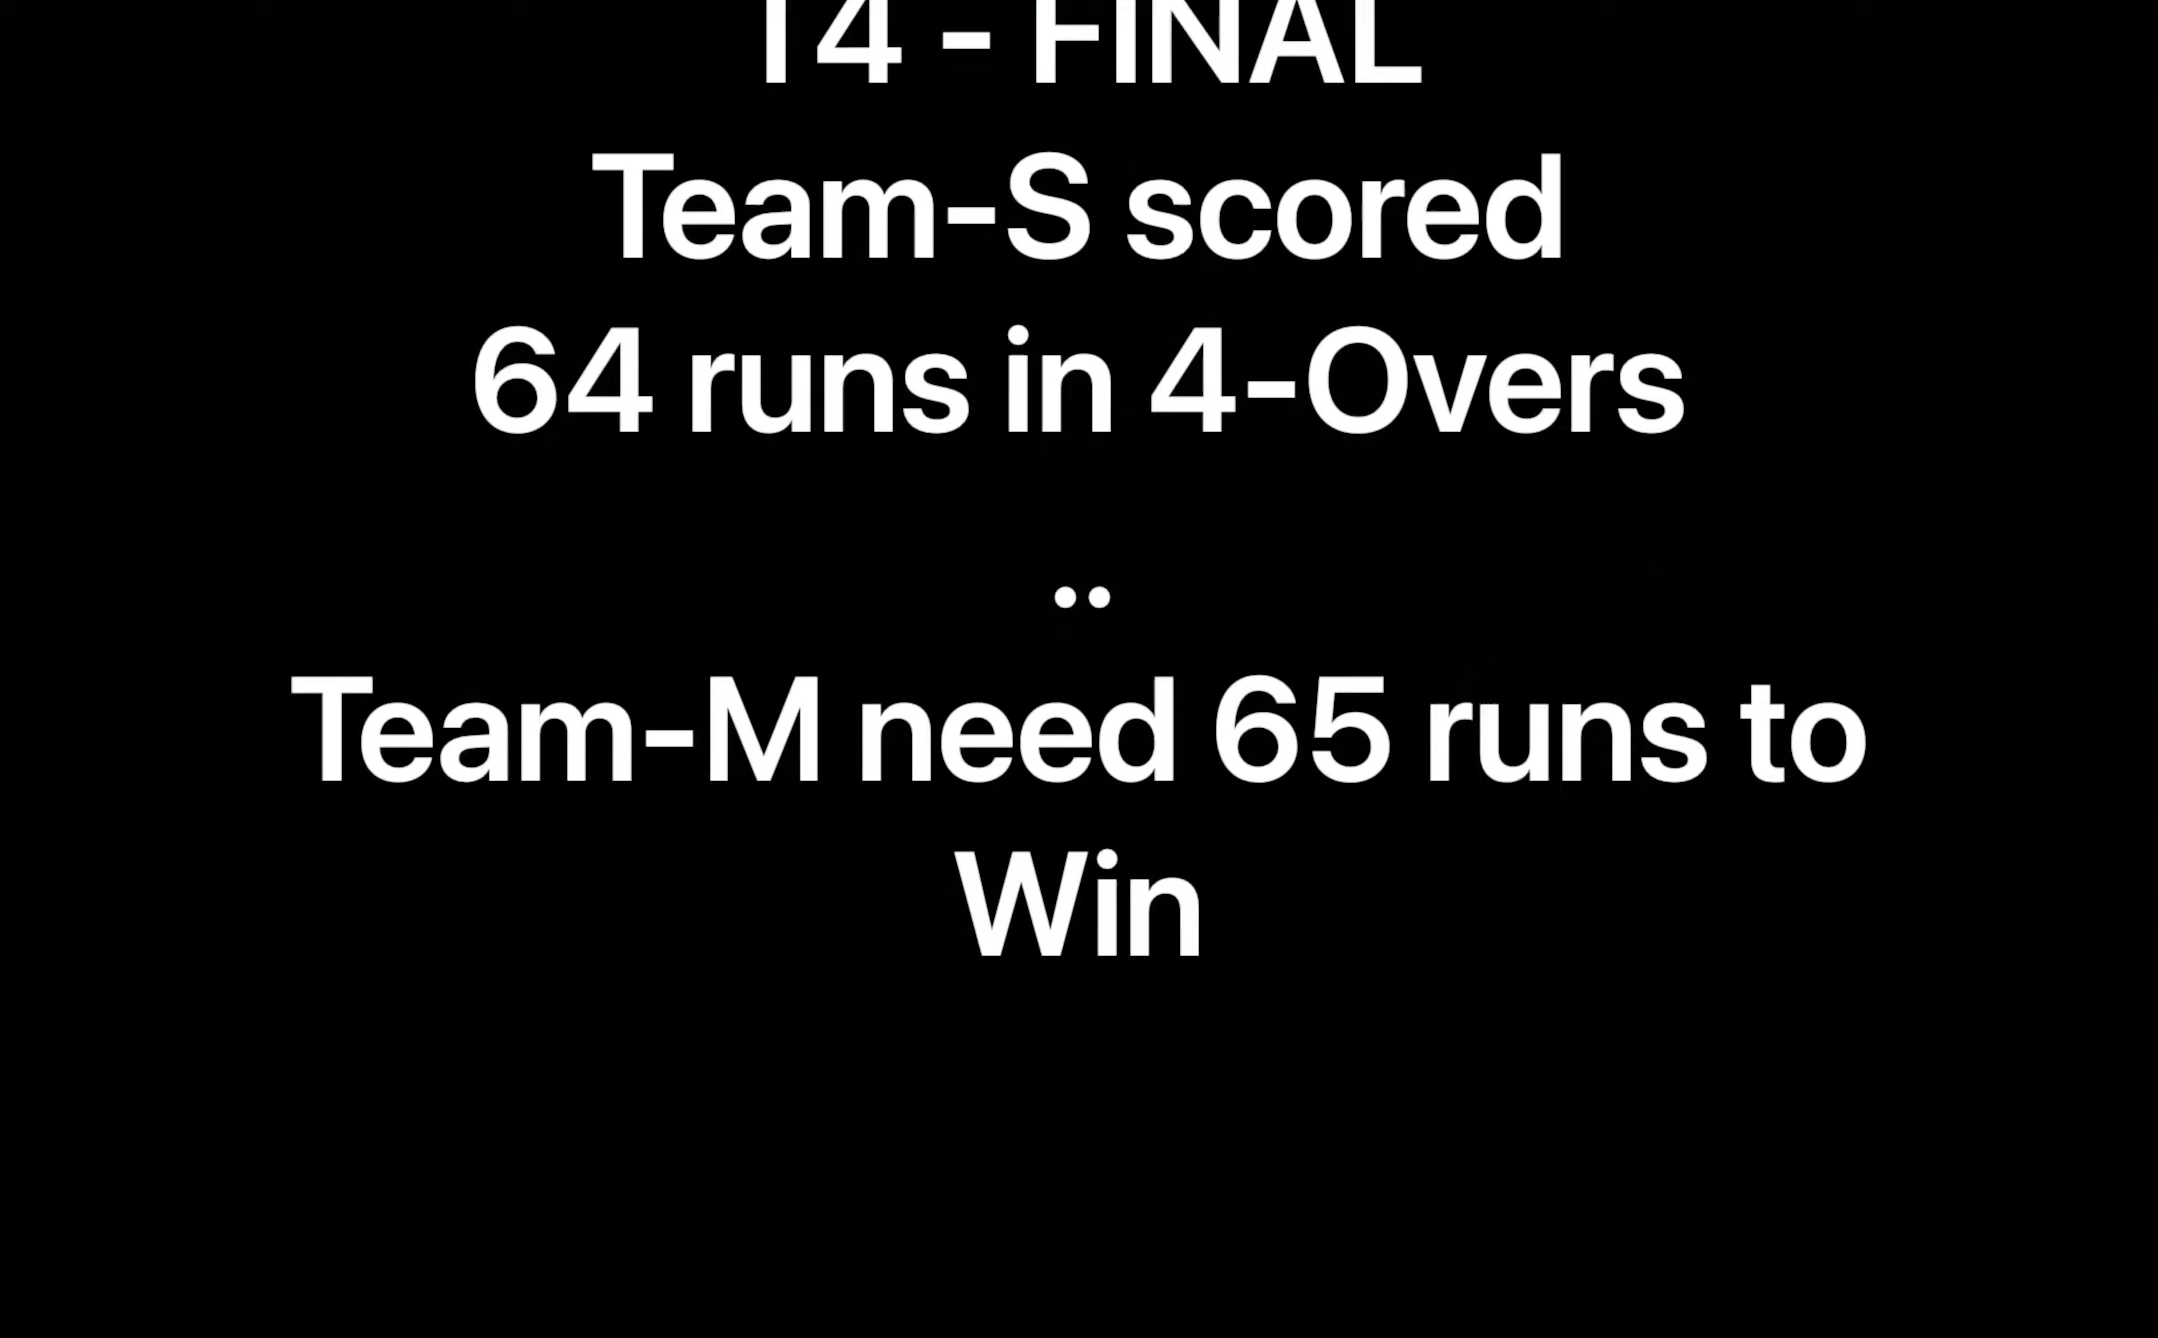 T4 - FINAL
Team-S scored
64 runs in 4-Overs
..
Team-M need 65 runs to
Win